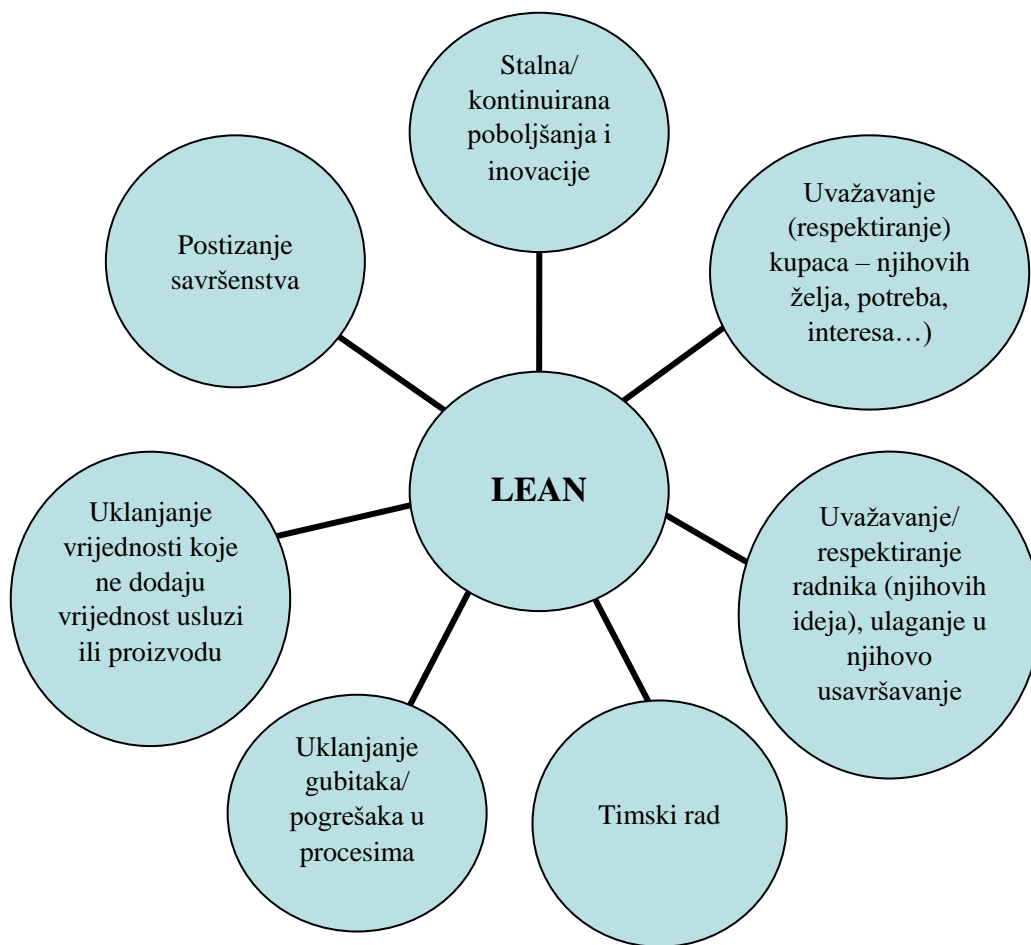 Stalna/
kontinuirana
poboljšanja i
inovacije
Uvažavanje
(respektiranje)
kupaca – njihovih
želja, potreba,
interesa…)
Postizanje
savršenstva
LEAN
Uklanjanje
vrijednosti koje
ne dodaju
vrijednost usluzi
ili proizvodu
Uvažavanje/
respektiranje
radnika (njihovih
ideja), ulaganje u
njihovo
usavršavanje
Uklanjanje
gubitaka/
pogrešaka u
procesima
Timski rad